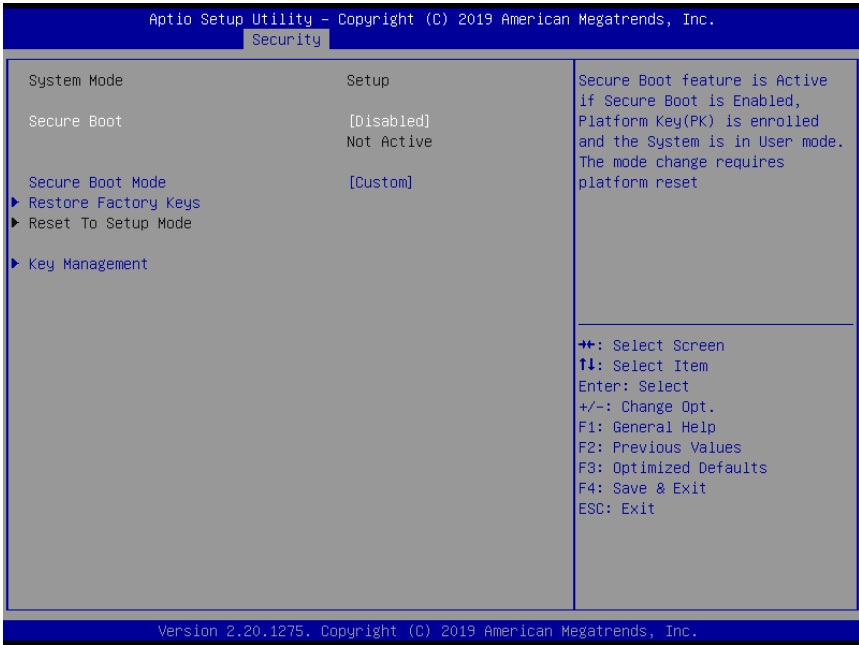 Aptio Setup Utility – Copyright (C) 2019 American Megatrends, Inc.
Security
System Mode Setup
Secure Boot [Disabled]
Not Active
Secure Boot Mode [Custom]
Restore Factory Keys
Reset To Setup Mode
Key Management
Secure Boot feature is Active
if Secure Boot is Enabled,
Platform Key(PK) is enrolled
and the System is in User mode.
The mode change requires
platform reset
→←: Select Screen
↑↓: Select Item
Enter: Select
+/-: Change Opt.
F1: General Help
F2: Previous Values
F3: Optimized Defaults
F4: Save & Exit
ESC: Exit
Version 2.20.1275. Copyright (C) 2019 American Megatrends, Inc.